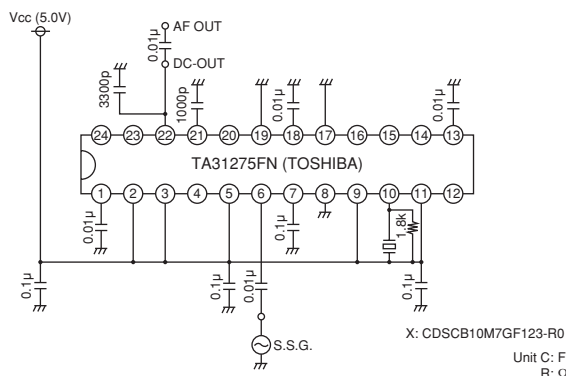 Vcc (5.0V)
AF OUT
0.01μ
DC-OUT
3300p
1000p
0.01μ
0.01μ
24 23 22 21 20 19 18 17 16 15 14 13
TA31275FN (TOSHIBA)
1 2 3 4 5 6 7 8 9 10 11 12
0.01μ
0.1μ
1.8k
0.1μ
0.1μ
0.01μ
0.1μ
S.S.G.
X: CDSCB10M7GF123-R0
Unit C: F
R: